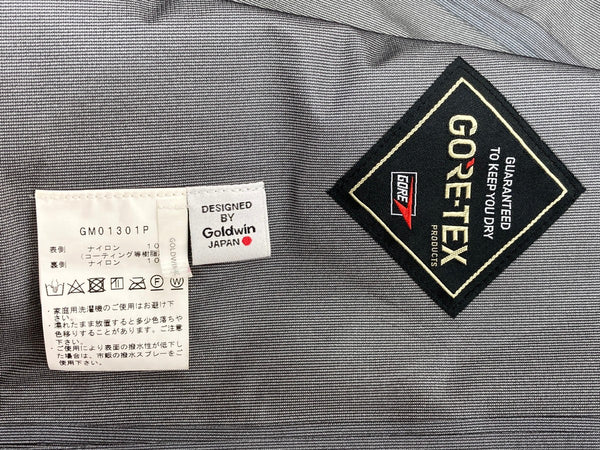 GM01301P
表側 ナイロン 10
(コーティング等樹脂
裏側 ナイロン 10
・家庭用洗濯機のご使用はお避け下
さい。
・濡れたまま放置すると多少色落ちや
色移りすることがあります。ご注意
下さい。
・ご使用により表面の撥水性が低下し
た場合は、市販の撥水スプレーをご使
用下さい。
GOLDWIN
DESIGNED
BY
Goldwin
JAPAN
GUARANTEED
TO KEEP YOU DRY
GORE-TEX
PRODUCTS
GORE